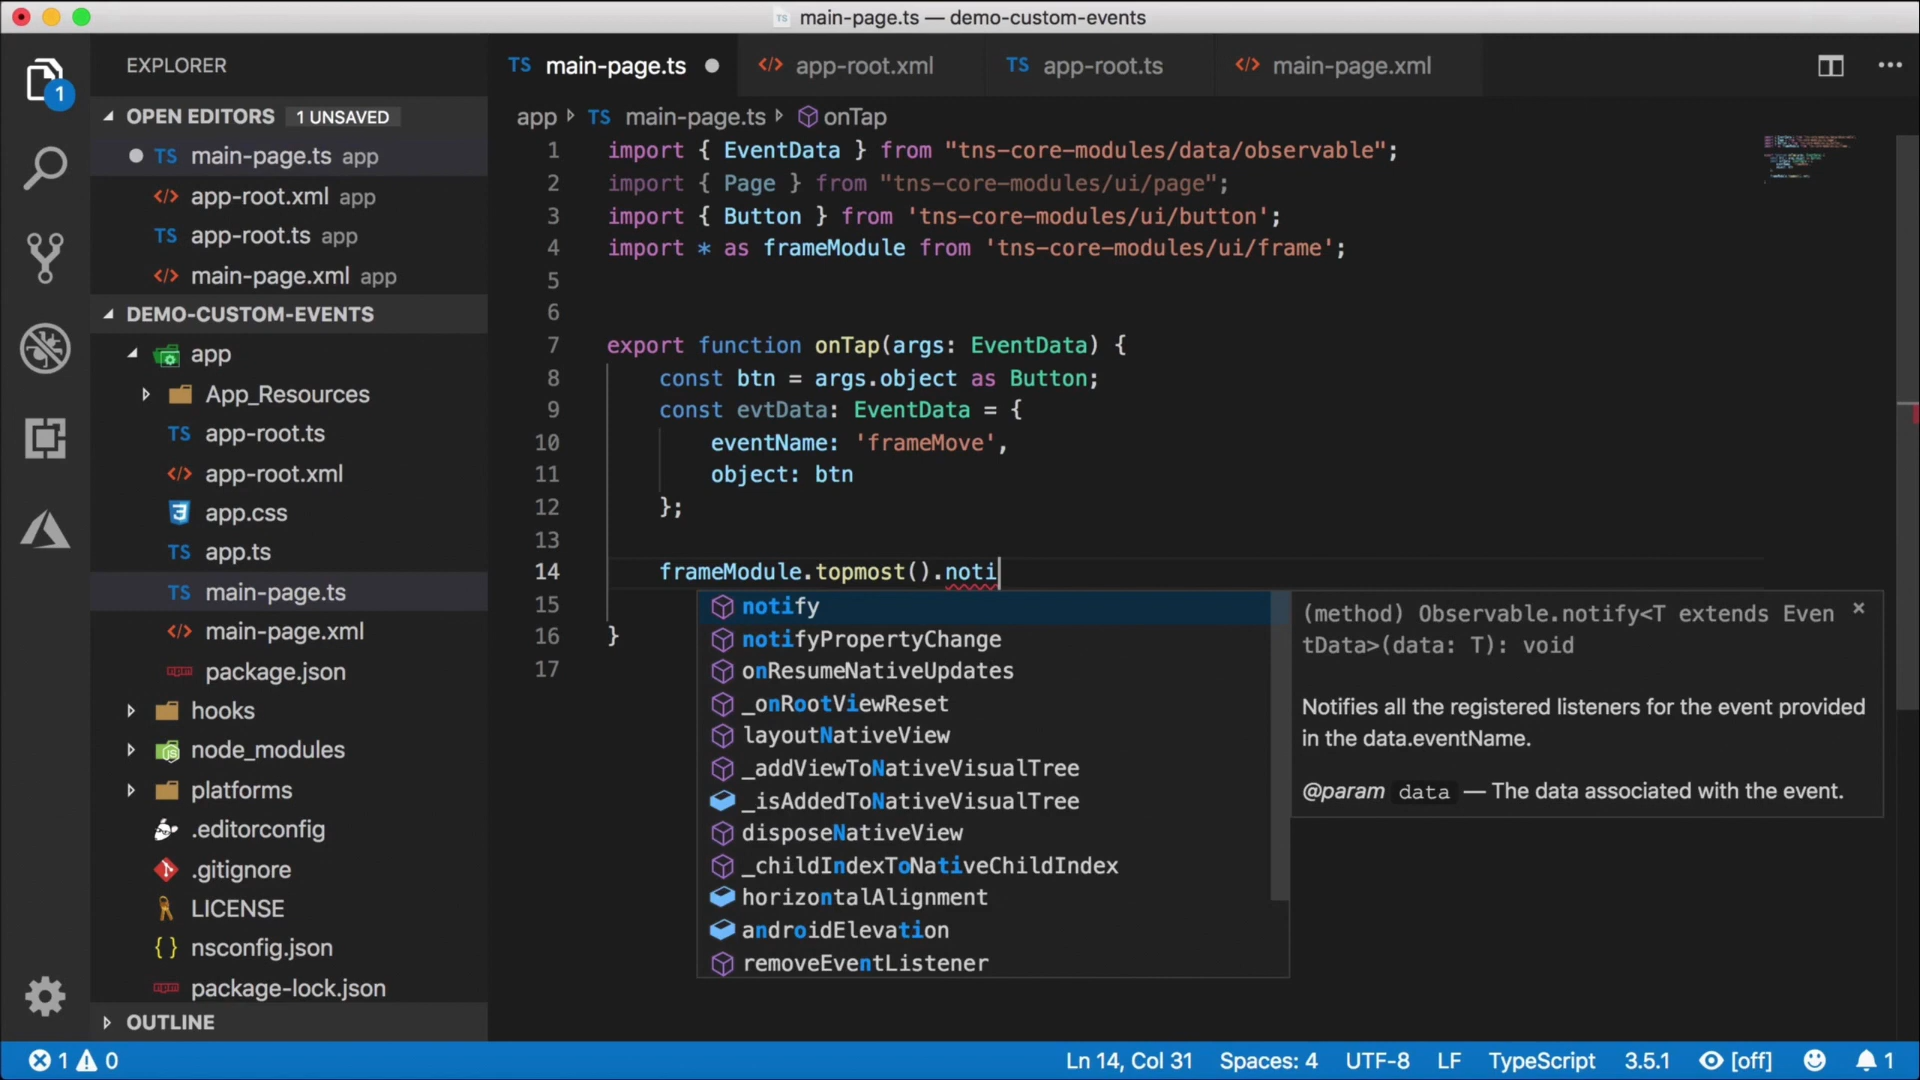 TS main-page.ts — demo-custom-events
EXPLORER
1
OPEN EDITORS 1 UNSAVED
TS main-page.ts app
</> app-root.xml app
TS app-root.ts app
</> main-page.xml app
DEMO-CUSTOM-EVENTS
app
App_Resources
TS app-root.ts
</> app-root.xml
app.css
TS app.ts
TS main-page.ts
</> main-page.xml
package.json
hooks
node_modules
platforms
.editorconfig
.gitignore
LICENSE
{ } nsconfig.json
package-lock.json
OUTLINE
TS main-page.ts </> app-root.xml TS app-root.ts </> main-page.xml
app TS main-page.ts onTap
1 import { EventData } from "tns-core-modules/data/observable";
2 import { Page } from "tns-core-modules/ui/page";
3 import { Button } from 'tns-core-modules/ui/button';
4 import * as frameModule from 'tns-core-modules/ui/frame';
5
6
7 export function onTap(args: EventData) {
8 const btn = args.object as Button;
9 const evtData: EventData = {
10 eventName: 'frameMove',
11 object: btn
12 };
13
14 frameModule.topmost().noti
15
16 }
17
notify
notifyPropertyChange
onResumeNativeUpdates
_onRootViewReset
layoutNativeView
_addViewToNativeVisualTree
_isAddedToNativeVisualTree
disposeNativeView
_childIndexToNativeChildIndex
horizontalAlignment
androidElevation
removeEventListener
(method) Observable.notify<T extends Even
tData>(data: T): void
Notifies all the registered listeners for the event provided
in the data.eventName.
@param data — The data associated with the event.
1 0 Ln 14, Col 31 Spaces: 4 UTF-8 LF TypeScript 3.5.1 [off] 1